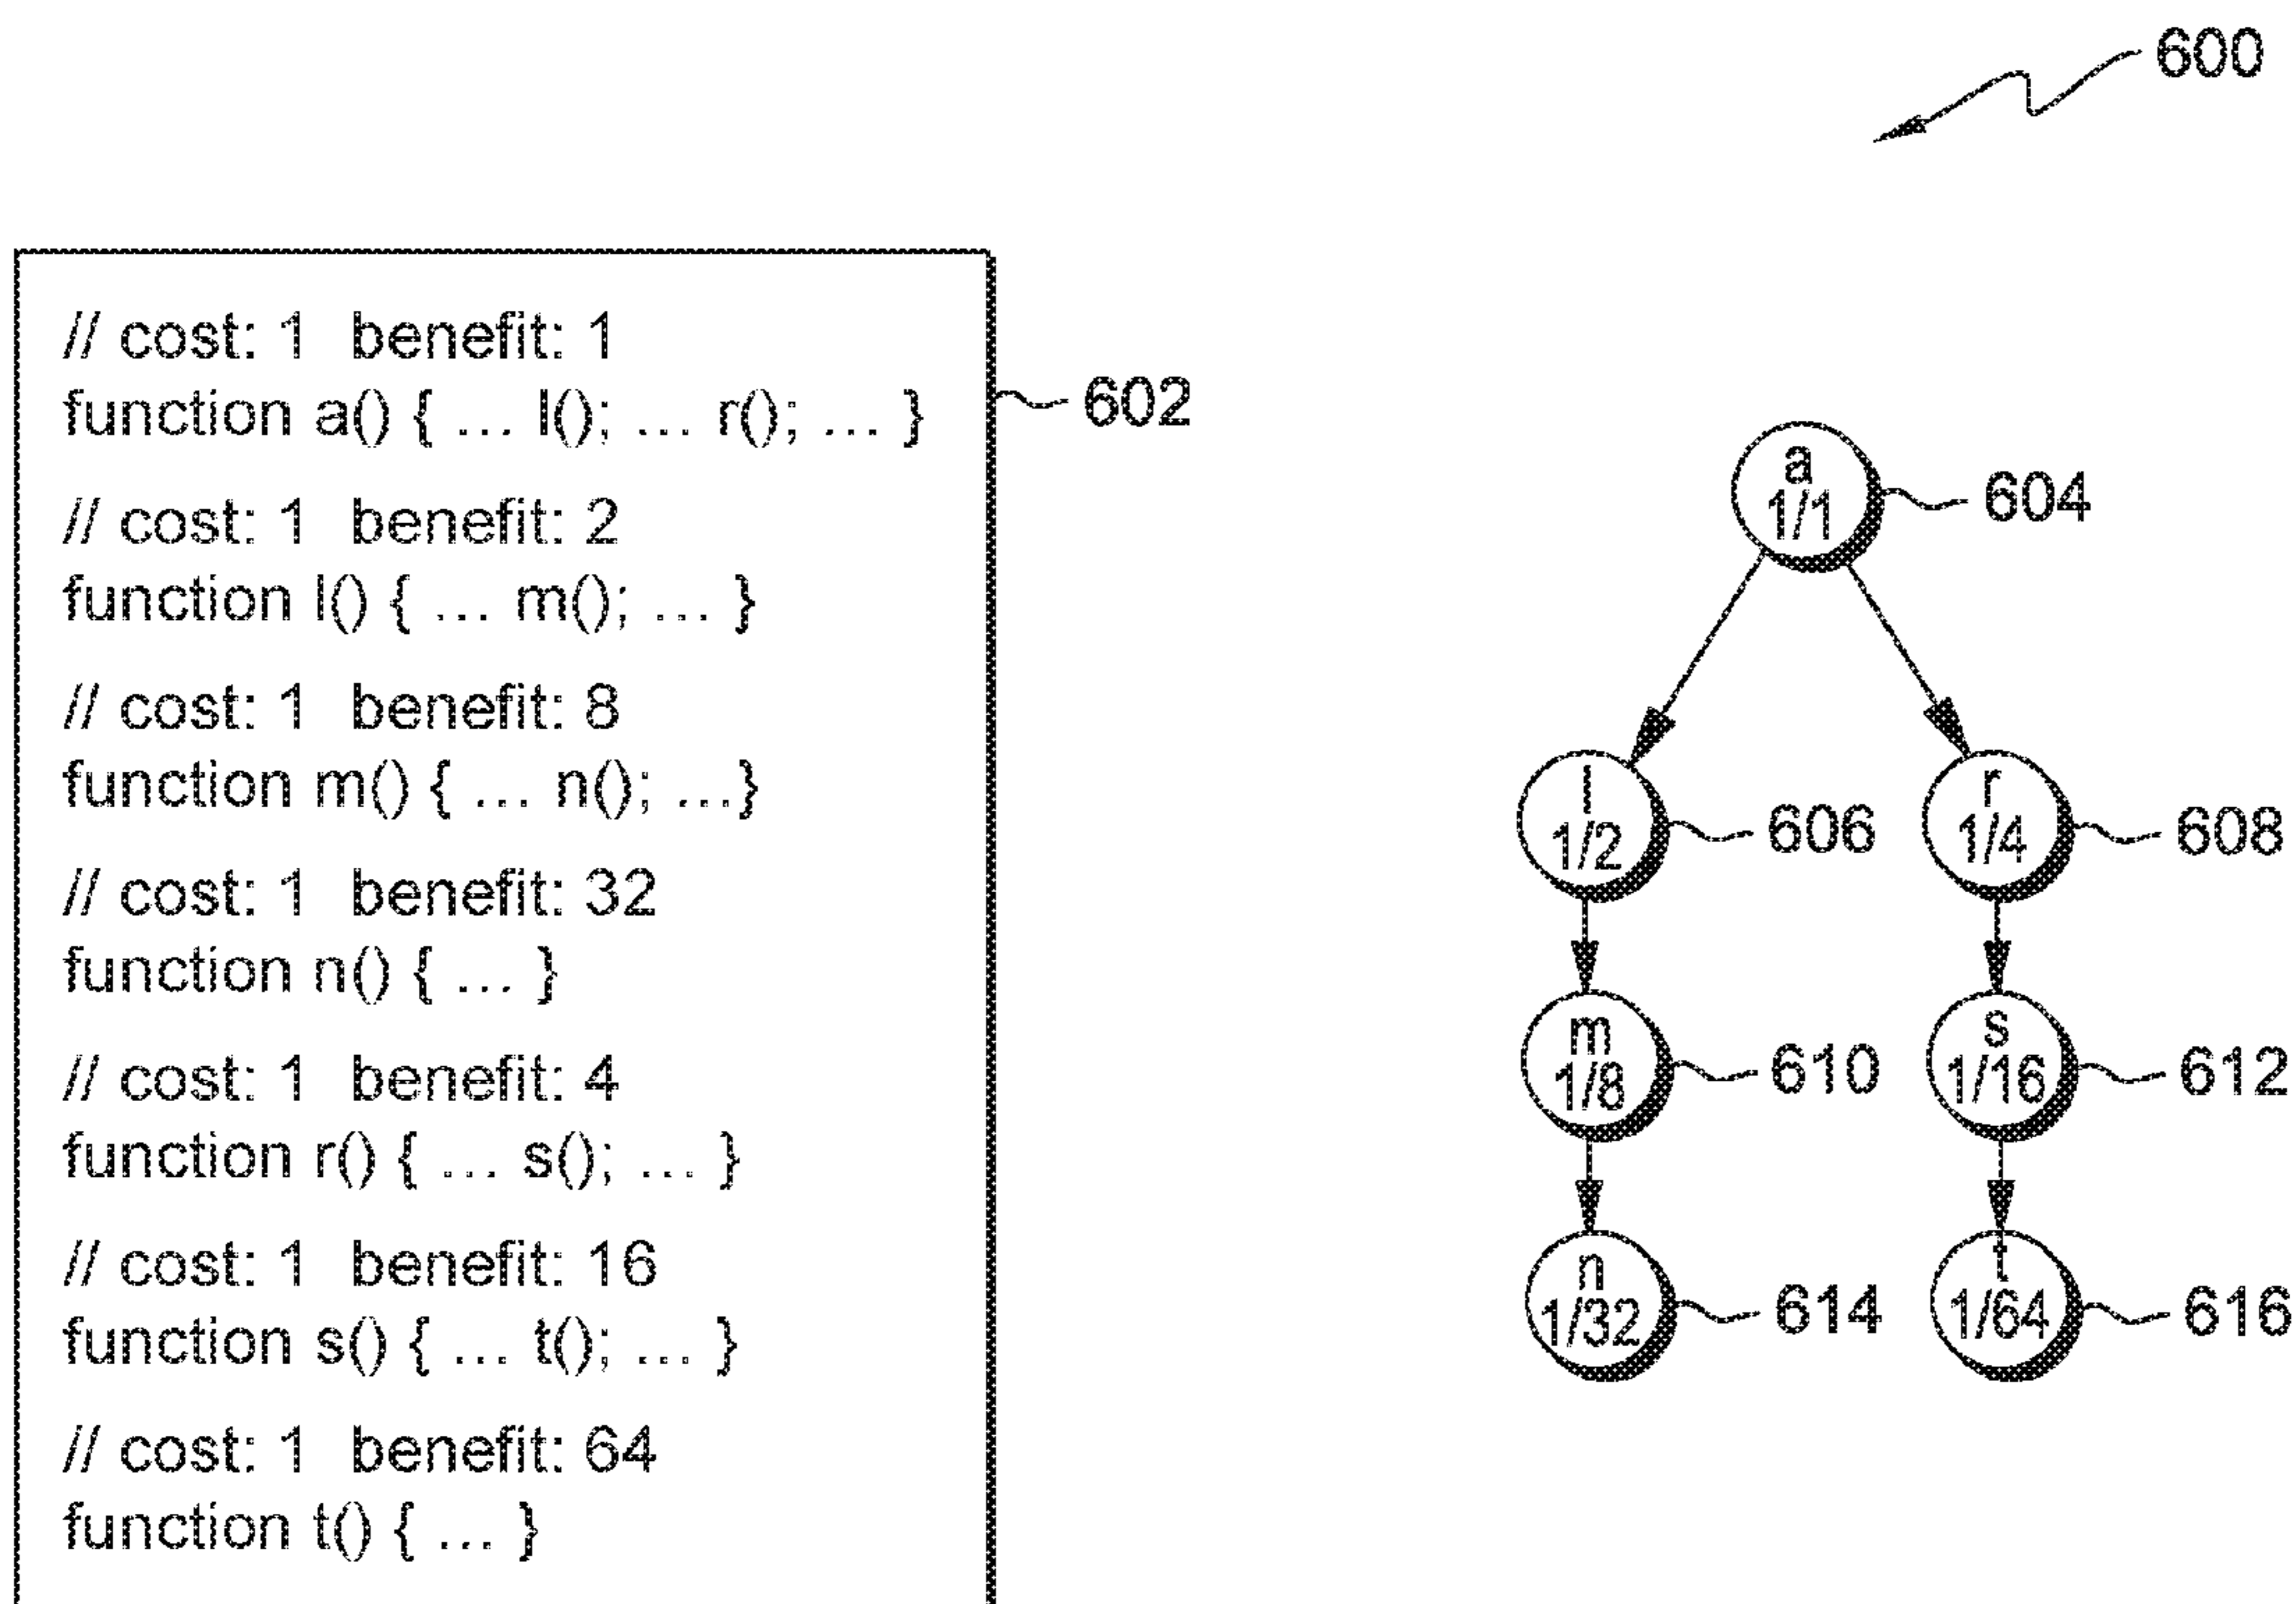 600
// cost: 1 benefit: 1
function a() { ... l(); ... r(); ... }
602
// cost: 1 benefit: 2
function l() { ... m(); ... }
// cost: 1 benefit: 8
function m() { ... n(); ...}
// cost: 1 benefit: 32
function n() { ... }
// cost: 1 benefit: 4
function r() { ... s(); ... }
// cost: 1 benefit: 16
function s() { ... t(); ... }
// cost: 1 benefit: 64
function t() { ... }
a
1/1
604
l
1/2
606
r
1/4
608
m
1/8
610
s
1/16
612
n
1/32
614
t
1/64
616